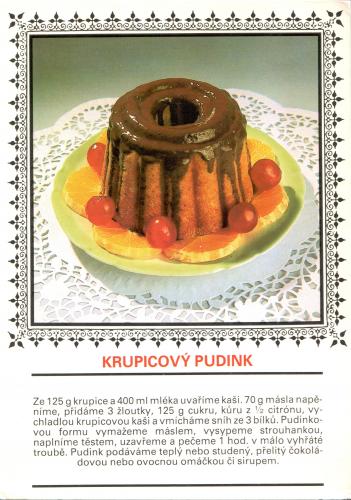 KRUPICOVÝ PUDINK
Ze 125 g krupice a 400 ml mléka uvaříme kaši. 70 g másla napě-
níme, přidáme 3 žloutky, 125 g cukru, kůru z ½ citrónu, vy-
chladlou krupicovou kaši a vmícháme sníh ze 3 bílků. Pudinko-
vou formu vymažeme máslem, vysypeme strouhankou,
naplníme těstem, uzavřeme a pečeme 1 hod. v málo vyhřáté
troubě. Pudink podáváme teplý nebo studený, přelitý čokolá-
dovou nebo ovocnou omáčkou či sirupem.